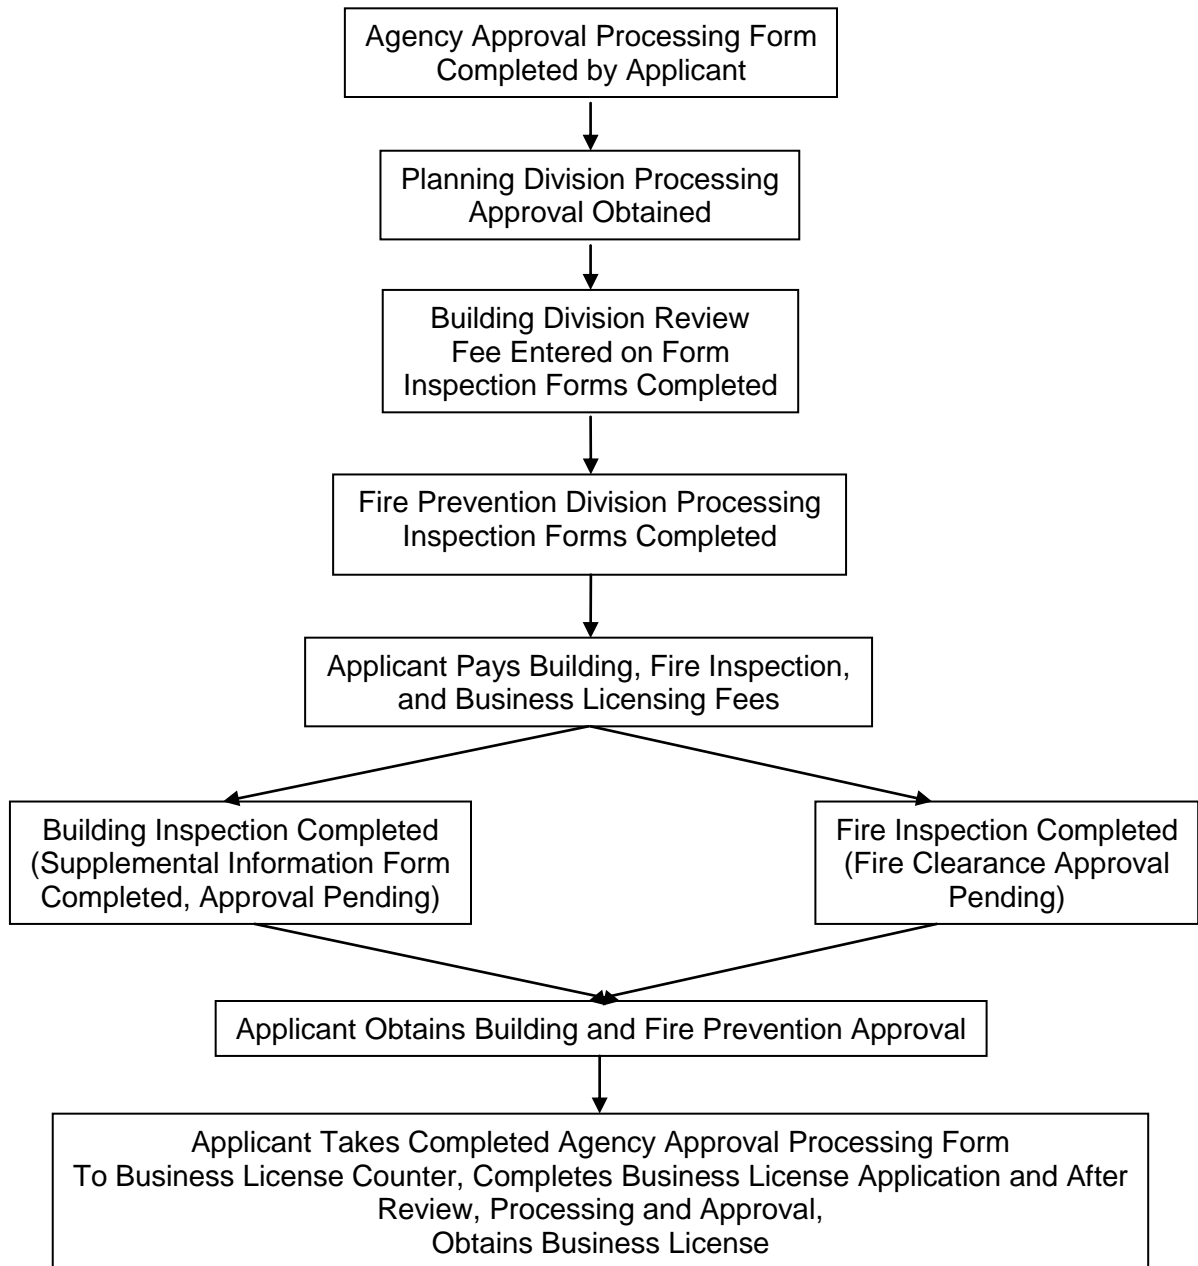 Agency Approval Processing Form
Completed by Applicant
Planning Division Processing
Approval Obtained
Building Division Review
Fee Entered on Form
Inspection Forms Completed
Fire Prevention Division Processing
Inspection Forms Completed
Applicant Pays Building, Fire Inspection,
and Business Licensing Fees
Building Inspection Completed
(Supplemental Information Form
Completed, Approval Pending)
Fire Inspection Completed
(Fire Clearance Approval
Pending)
Applicant Obtains Building and Fire Prevention Approval
Applicant Takes Completed Agency Approval Processing Form
To Business License Counter, Completes Business License Application and After
Review, Processing and Approval,
Obtains Business License